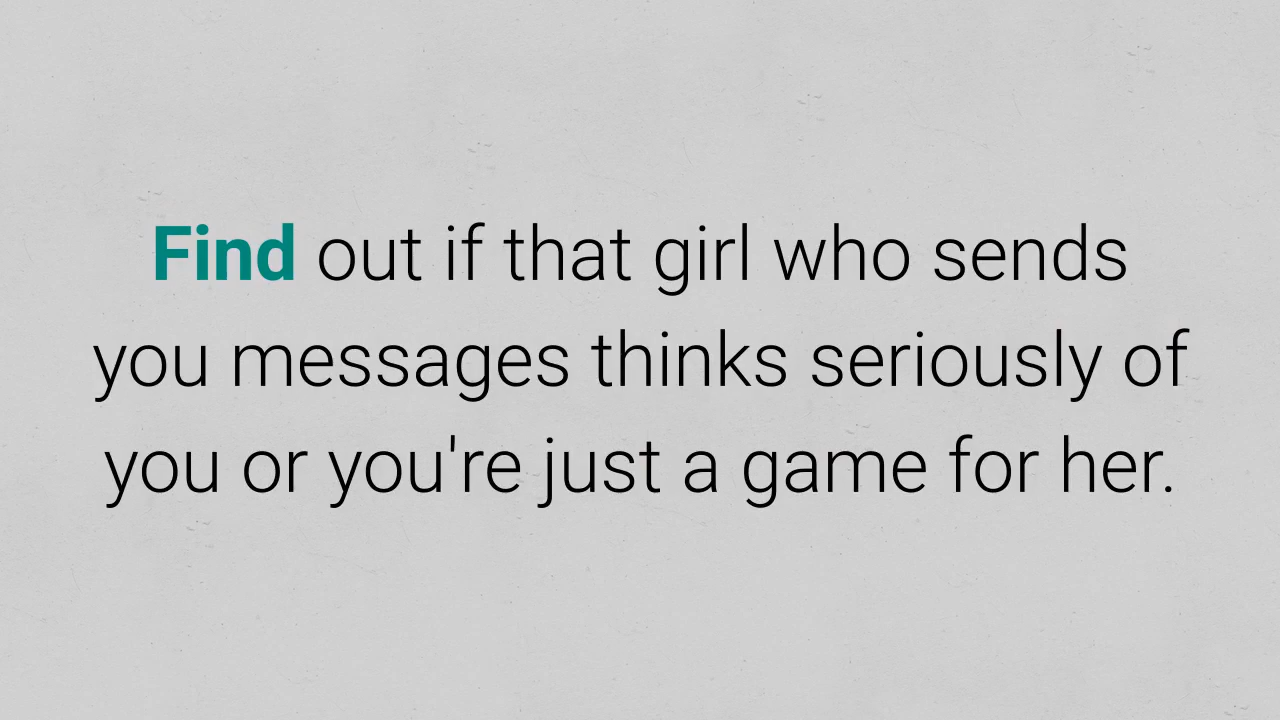 Find out if that girl who sends
you messages thinks seriously of
you or you're just a game for her.